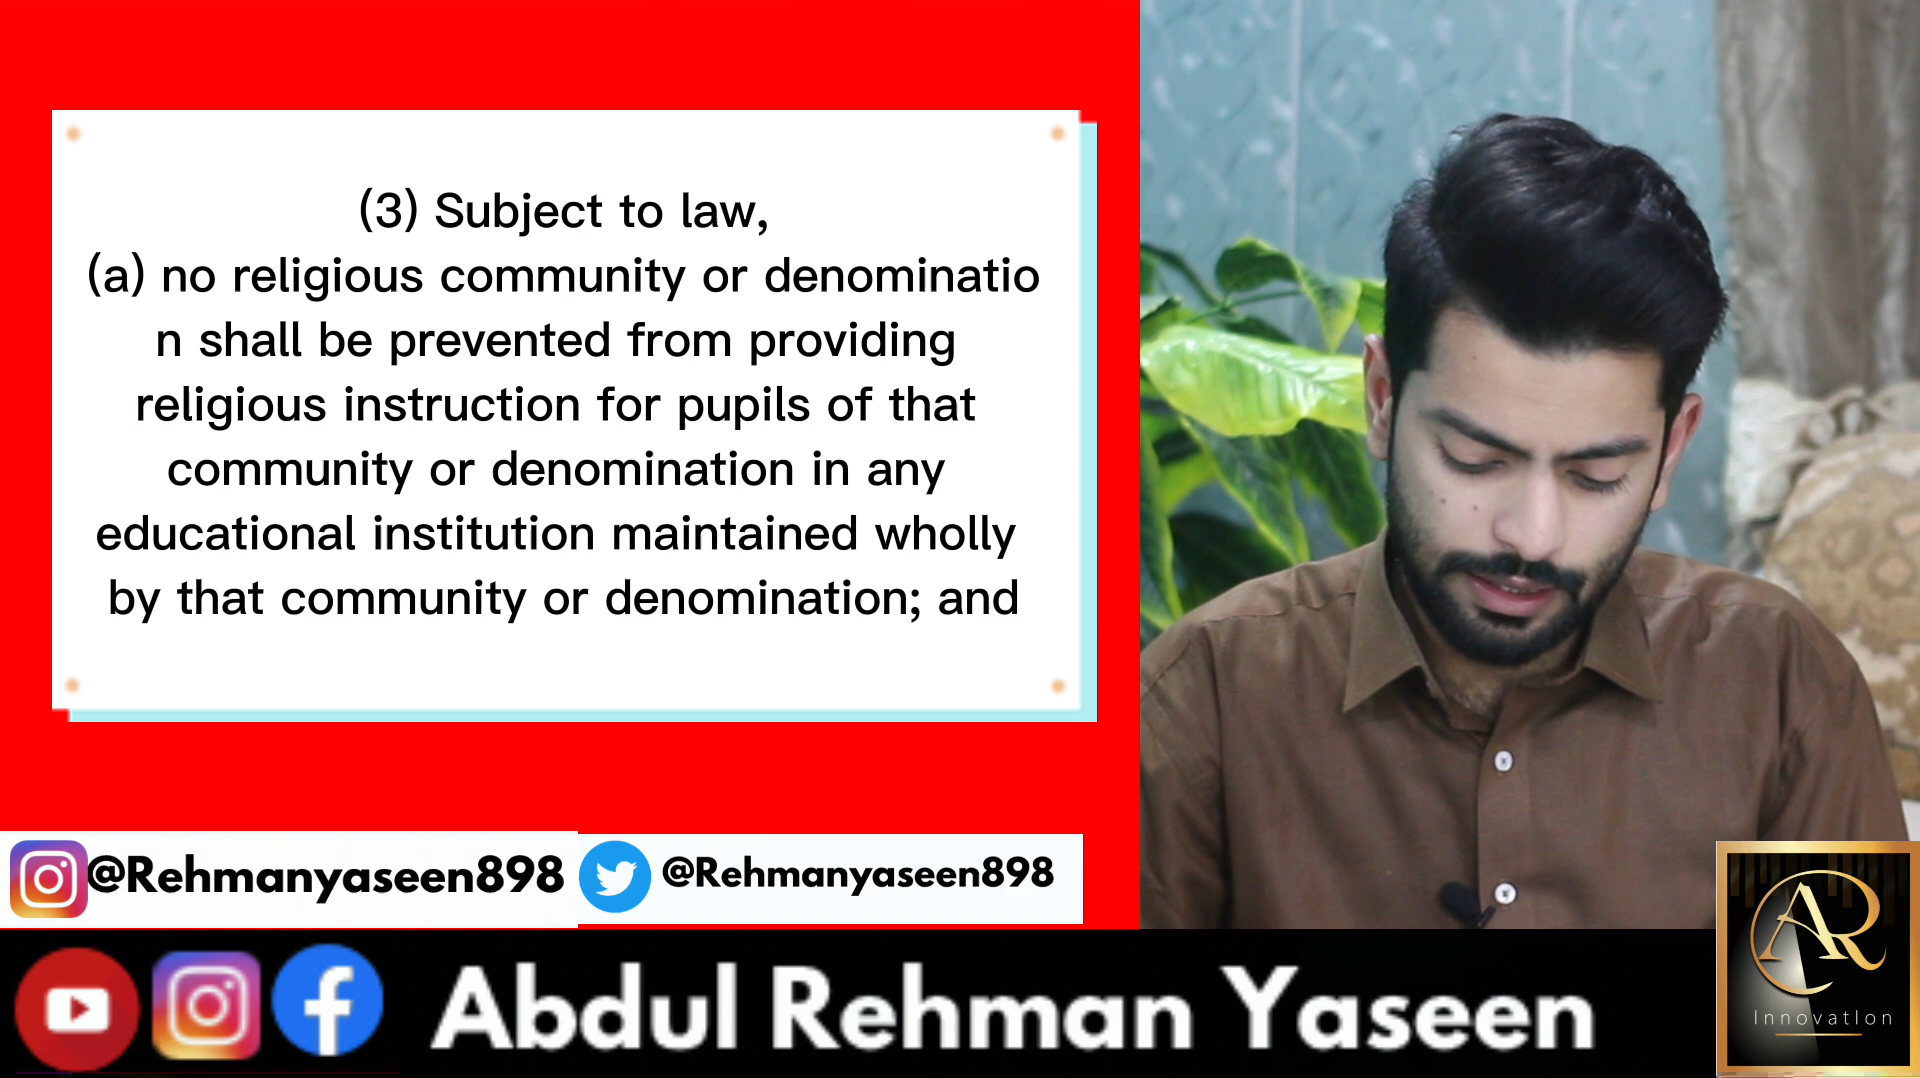 (3) Subject to law,
(a) no religious community or denominatio
n shall be prevented from providing
religious instruction for pupils of that
community or denomination in any
educational institution maintained wholly
by that community or denomination; and
@Rehmanyaseen898
@Rehmanyaseen898
Abdul Rehman Yaseen
AR
InnovatIon